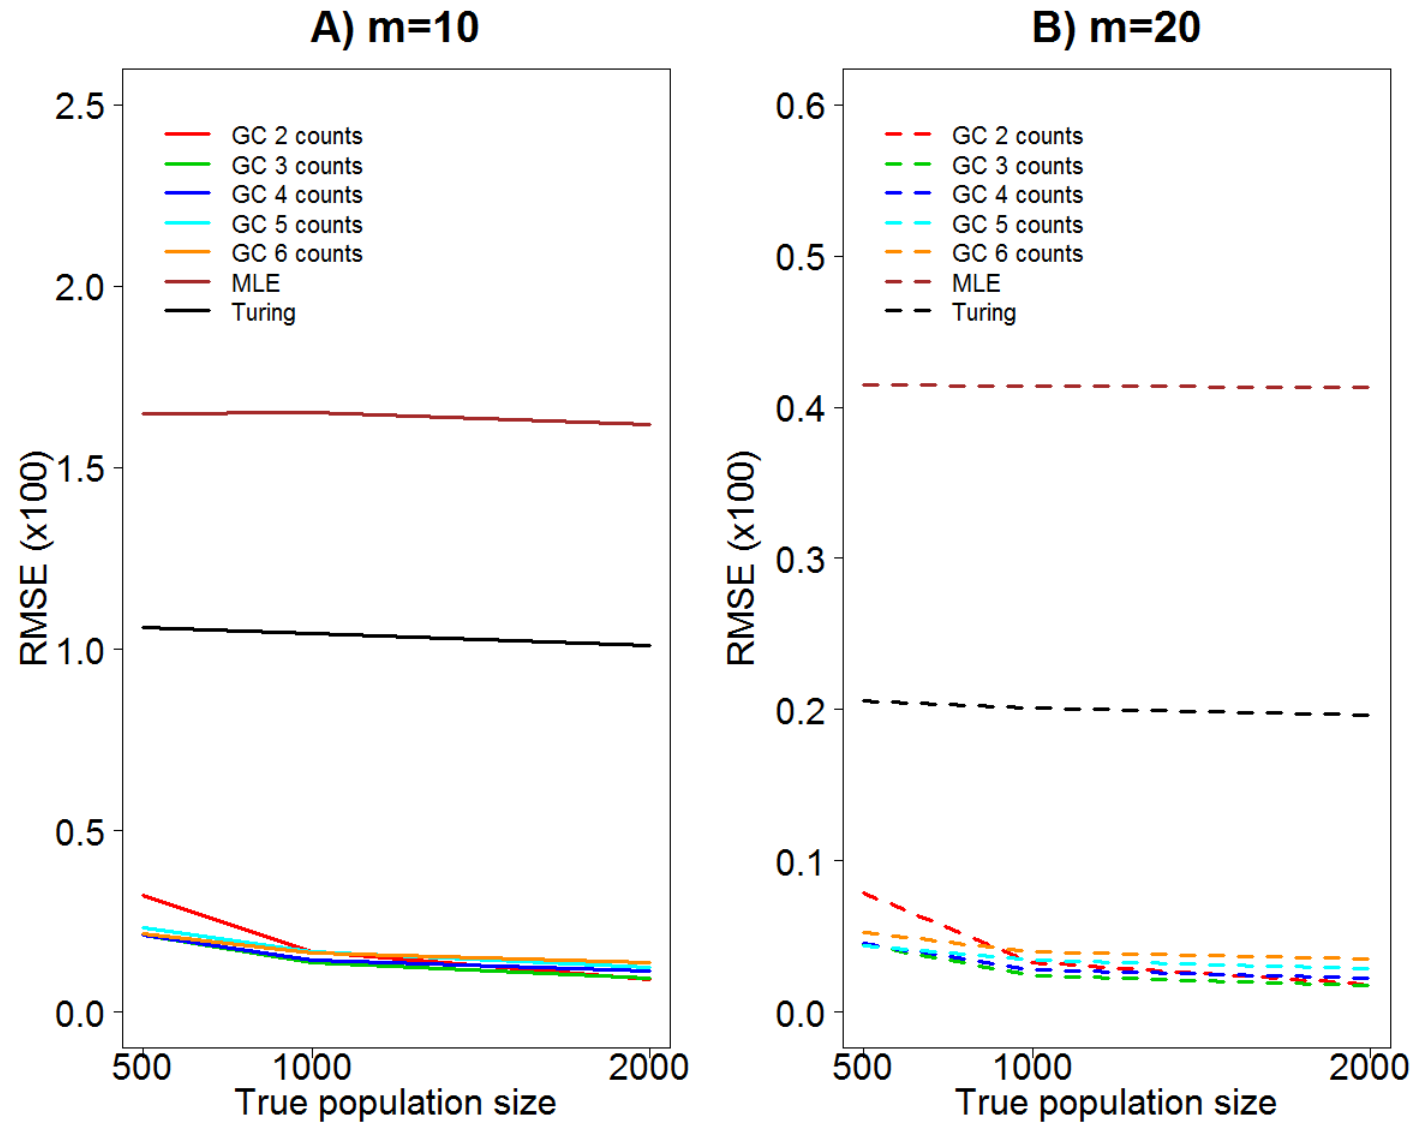 A) m=10
2.5
2.0
1.5
1.0
0.5
0.0
RMSE (x100)
GC 2 counts
GC 3 counts
GC 4 counts
GC 5 counts
GC 6 counts
MLE
Turing
500 1000 2000
True population size
B) m=20
0.6
0.5
0.4
0.3
0.2
0.1
0.0
RMSE (x100)
GC 2 counts
GC 3 counts
GC 4 counts
GC 5 counts
GC 6 counts
MLE
Turing
500 1000 2000
True population size